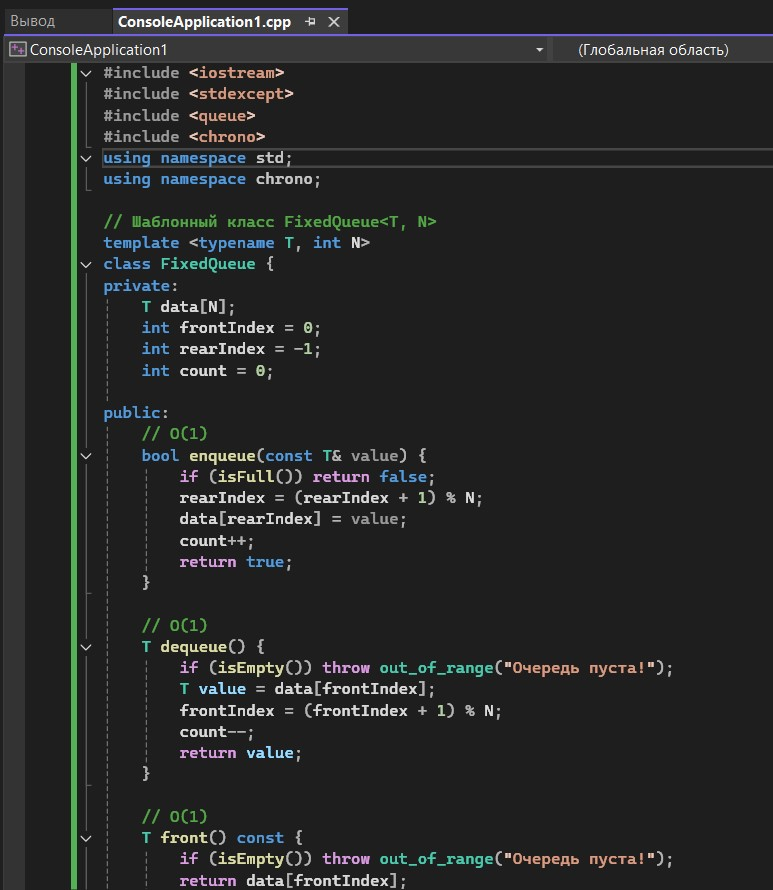 Вывод
ConsoleApplication1.cpp
ConsoleApplication1
(Глобальная область)
#include <iostream>
#include <stdexcept>
#include <queue>
#include <chrono>
using namespace std;
using namespace chrono;
// Шаблонный класс FixedQueue<T, N>
template <typename T, int N>
class FixedQueue {
private:
    T data[N];
    int frontIndex = 0;
    int rearIndex = -1;
    int count = 0;
public:
    // O(1)
    bool enqueue(const T& value) {
        if (isFull()) return false;
        rearIndex = (rearIndex + 1) % N;
        data[rearIndex] = value;
        count++;
        return true;
    }
    // O(1)
    T dequeue() {
        if (isEmpty()) throw out_of_range("Очередь пуста!");
        T value = data[frontIndex];
        frontIndex = (frontIndex + 1) % N;
        count--;
        return value;
    }
    // O(1)
    T front() const {
        if (isEmpty()) throw out_of_range("Очередь пуста!");
        return data[frontIndex];